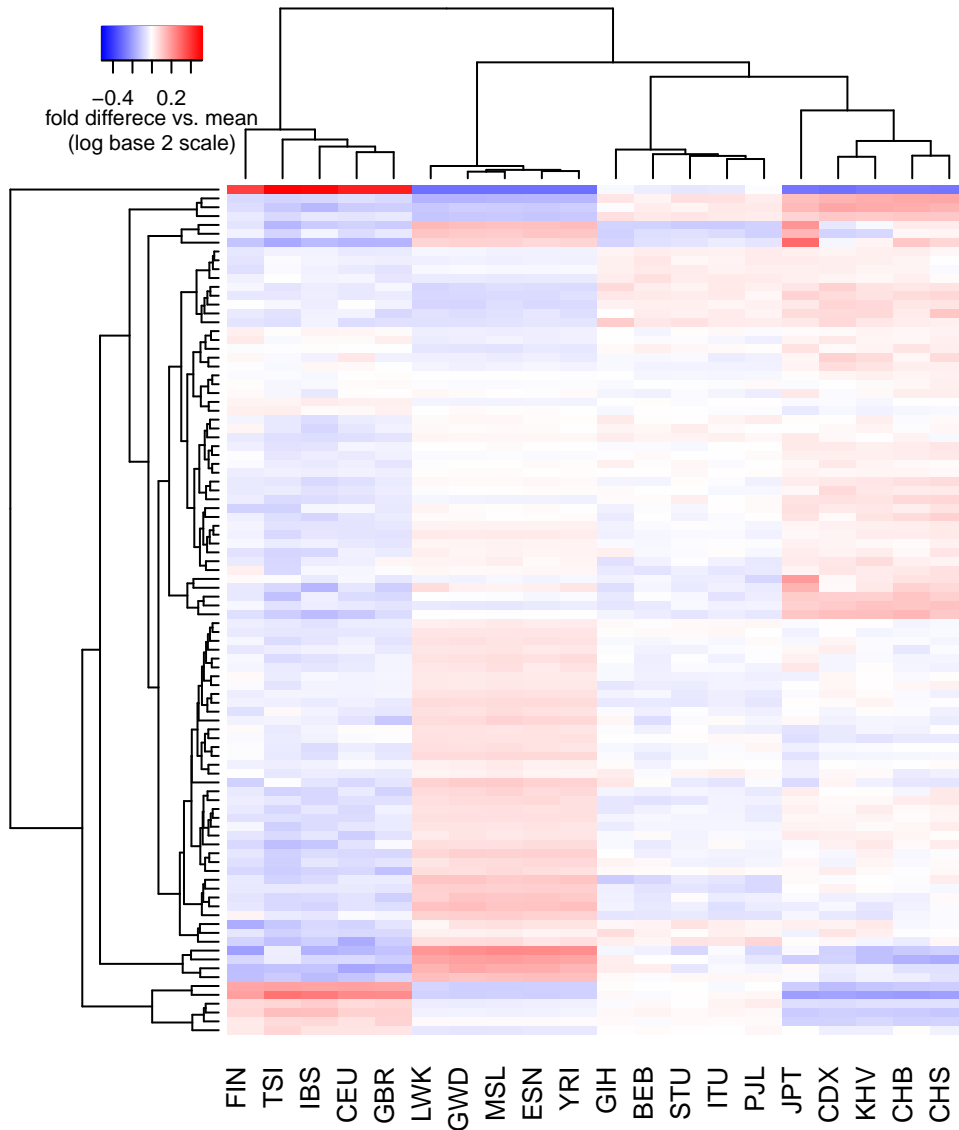 −0.4 0.2
fold differece vs. mean
(log base 2 scale)
FIN
TSI
IBS
CEU
GBR
LWK
GWD
MSL
ESN
YRI
GIH
BEB
STU
ITU
PJL
JPT
CDX
KHV
CHB
CHS